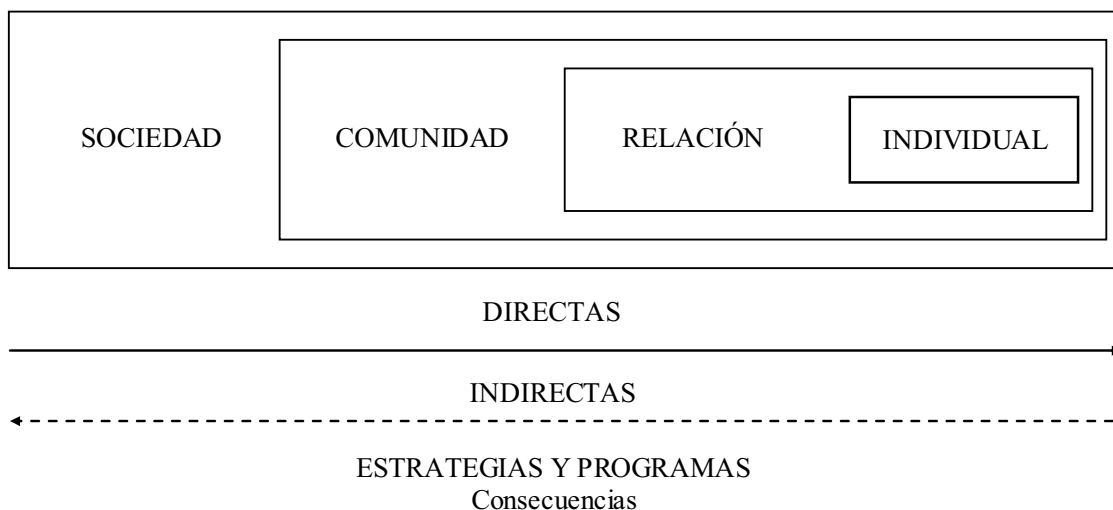 SOCIEDAD
COMUNIDAD
RELACIÓN
INDIVIDUAL
DIRECTAS
INDIRECTAS
ESTRATEGIAS Y PROGRAMAS
Consecuencias